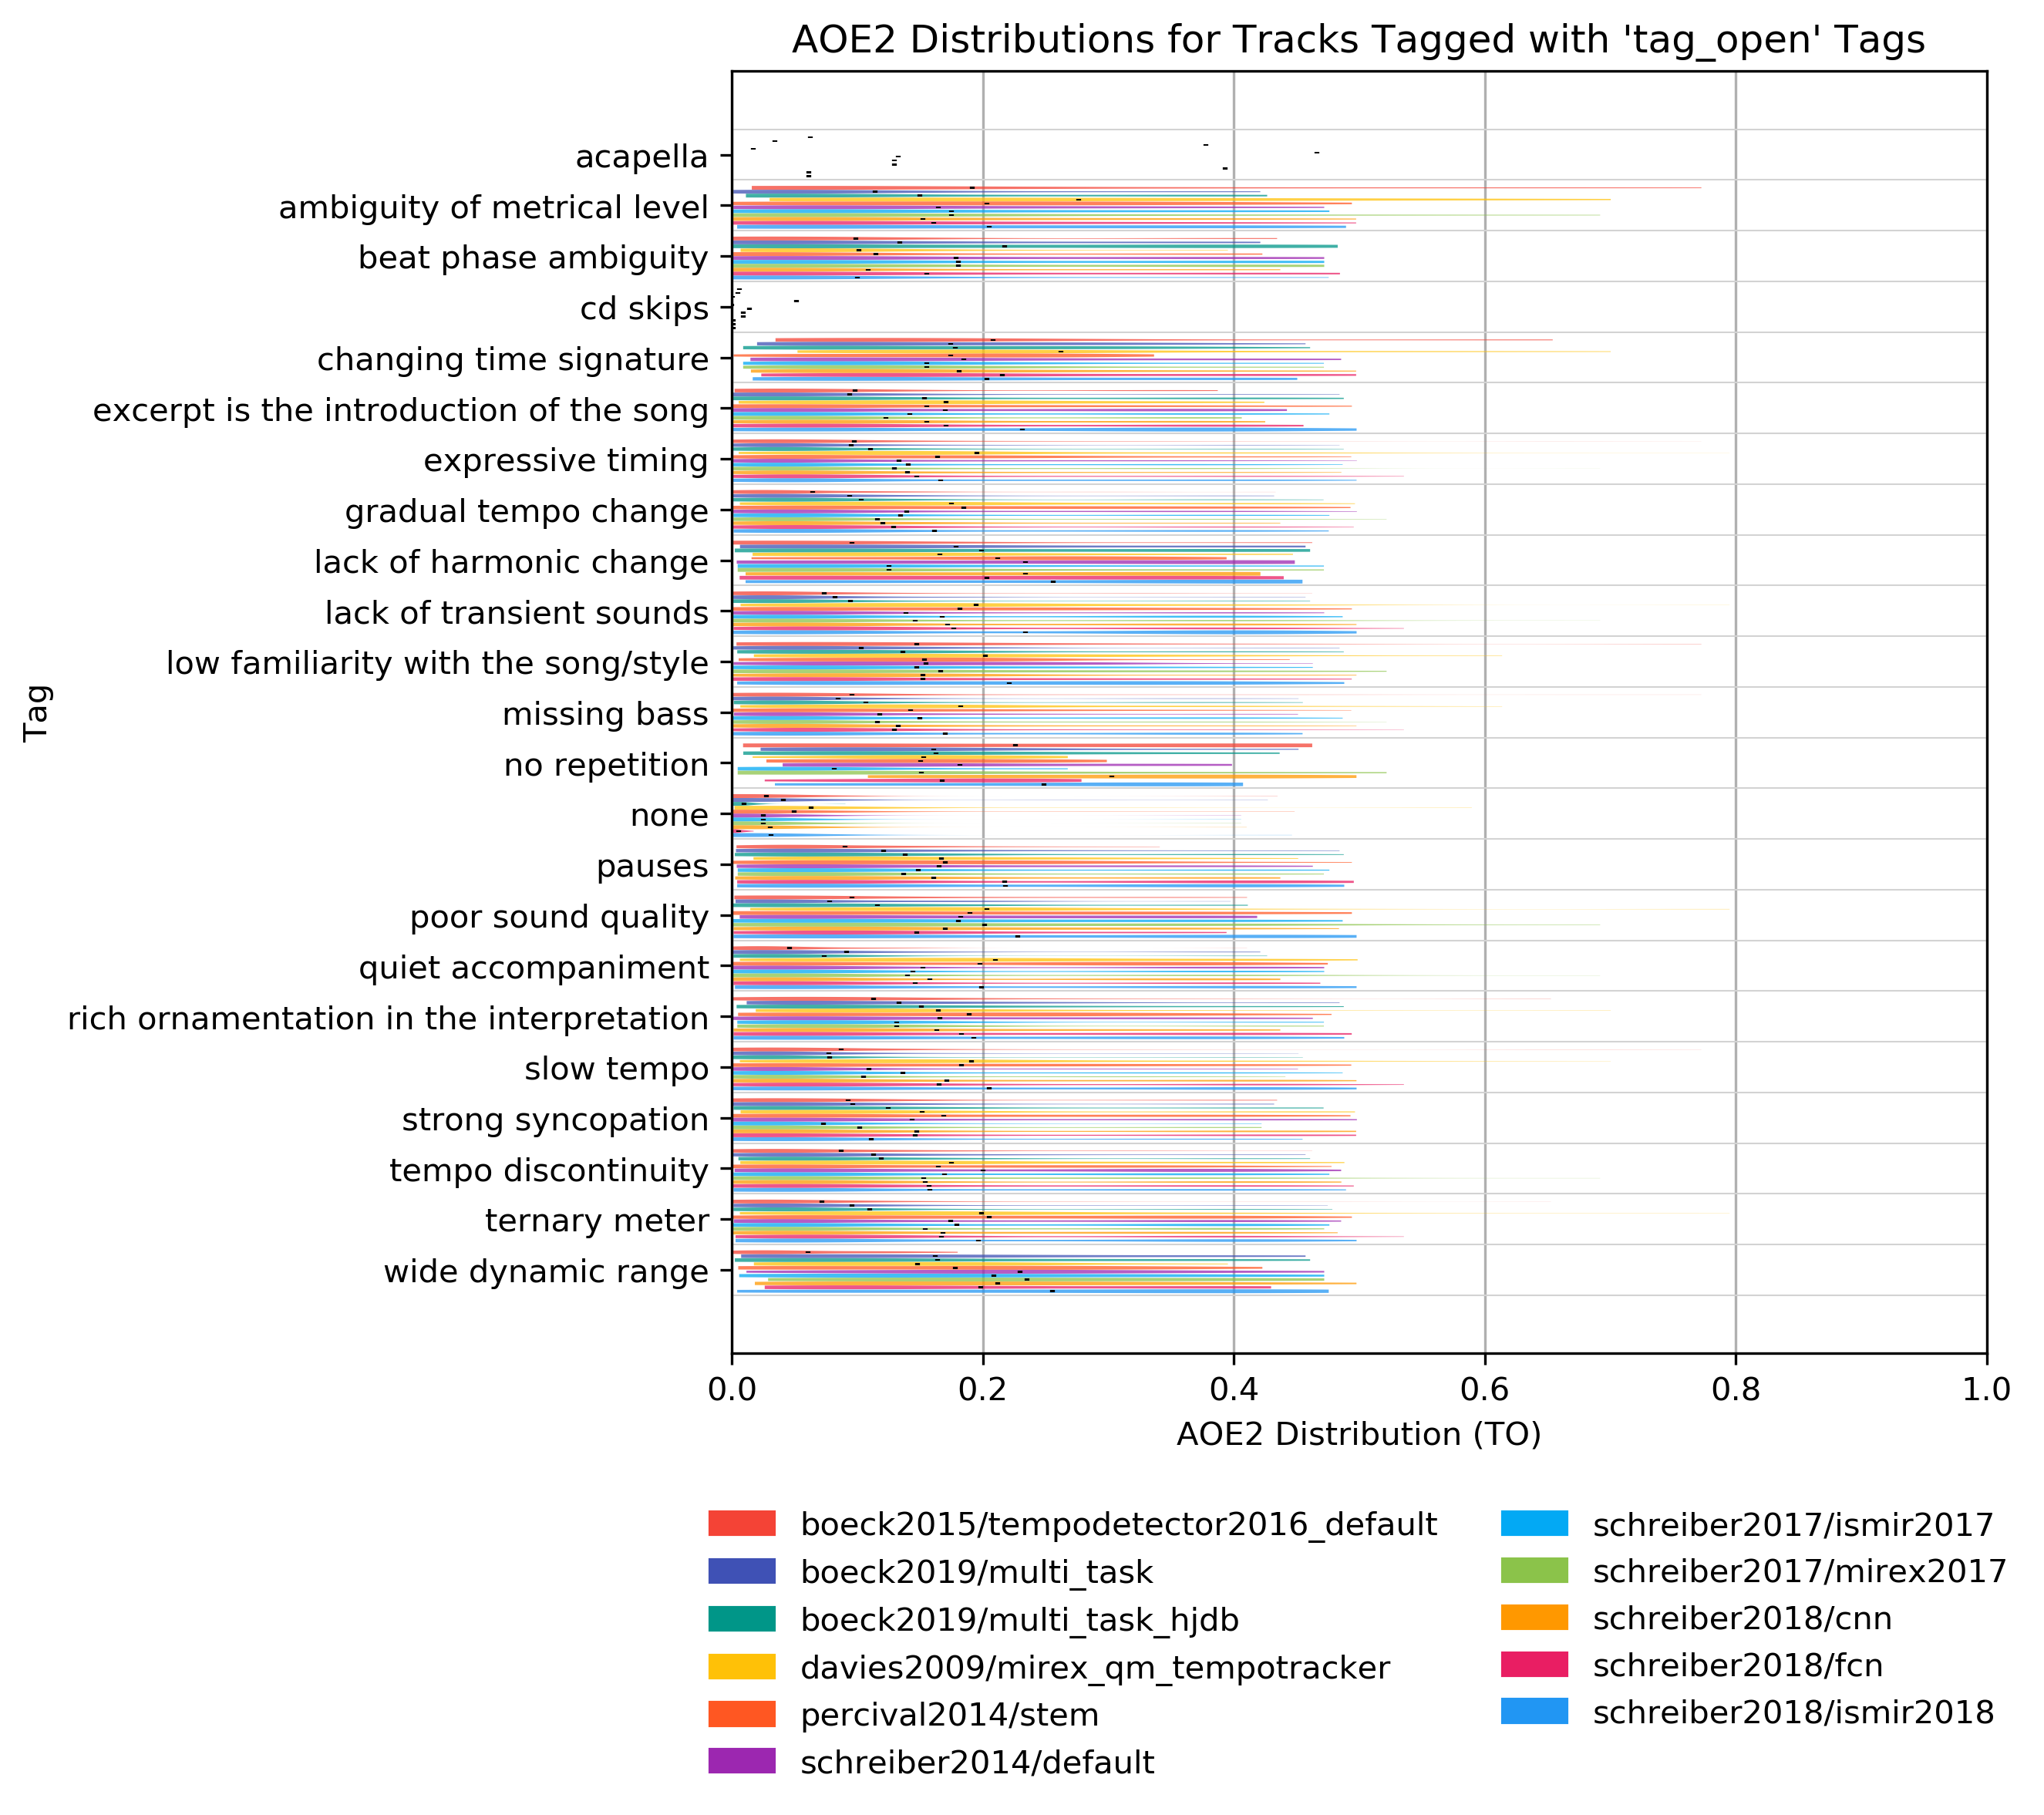 AOE2 Distributions for Tracks Tagged with 'tag_open' Tags
acapella
ambiguity of metrical level
beat phase ambiguity
cd skips
changing time signature
excerpt is the introduction of the song
expressive timing
gradual tempo change
lack of harmonic change
lack of transient sounds
low familiarity with the song/style
missing bass
no repetition
none
pauses
poor sound quality
quiet accompaniment
rich ornamentation in the interpretation
slow tempo
strong syncopation
tempo discontinuity
ternary meter
wide dynamic range
Tag
0.0 0.2 0.4 0.6 0.8 1.0
AOE2 Distribution (TO)
boeck2015/tempodetector2016_default
boeck2019/multi_task
boeck2019/multi_task_hjdb
davies2009/mirex_qm_tempotracker
percival2014/stem
schreiber2014/default
schreiber2017/ismir2017
schreiber2017/mirex2017
schreiber2018/cnn
schreiber2018/fcn
schreiber2018/ismir2018